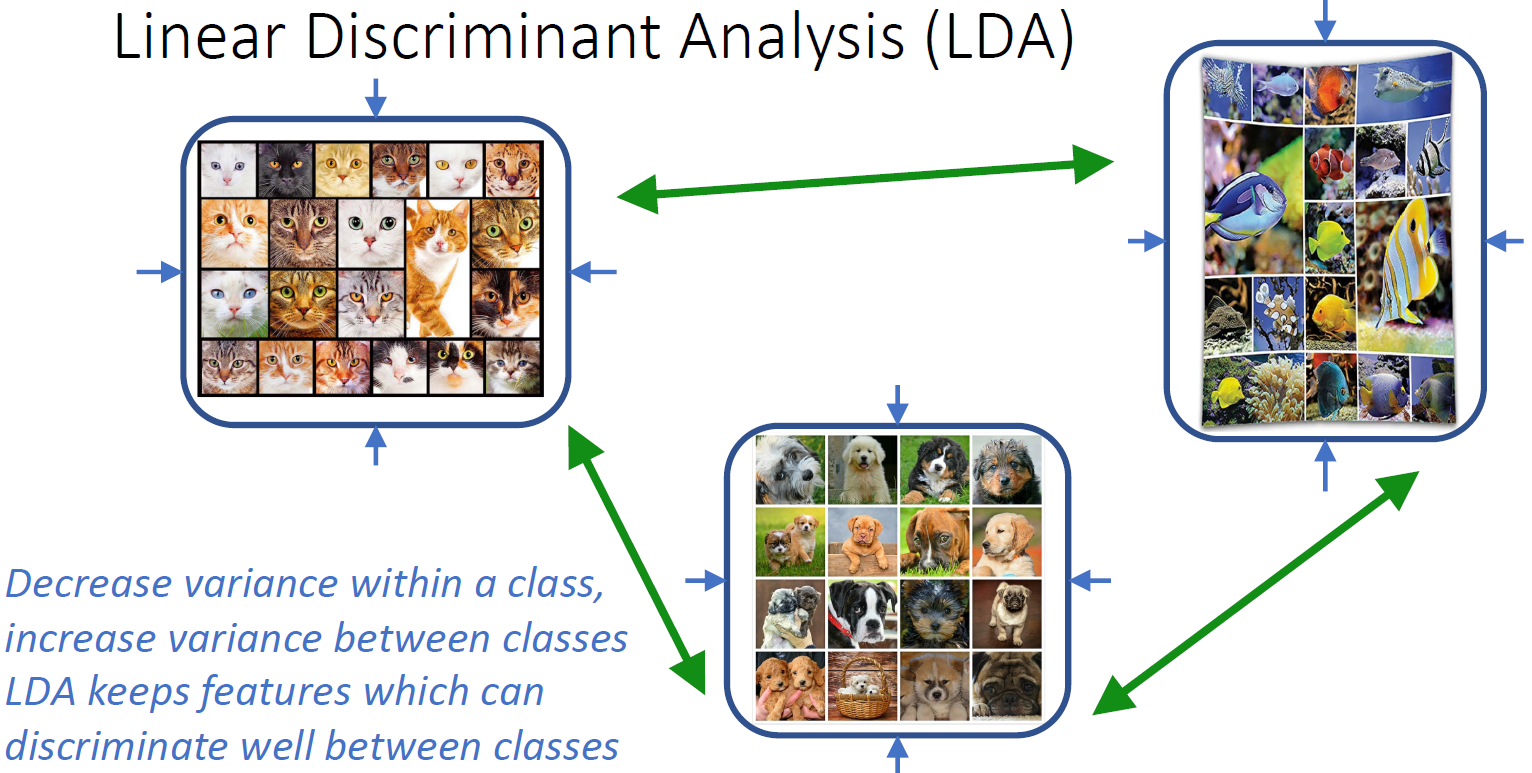 Linear Discriminant Analysis (LDA)
Decrease variance within a class,
increase variance between classes
LDA keeps features which can
discriminate well between classes